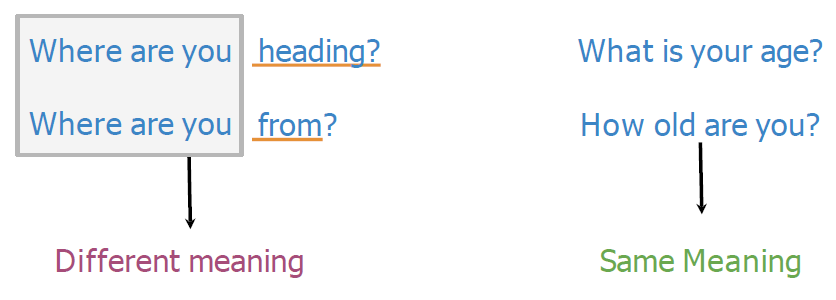 Where are you heading?
Where are you from?
Different meaning
What is your age?
How old are you?
Same Meaning